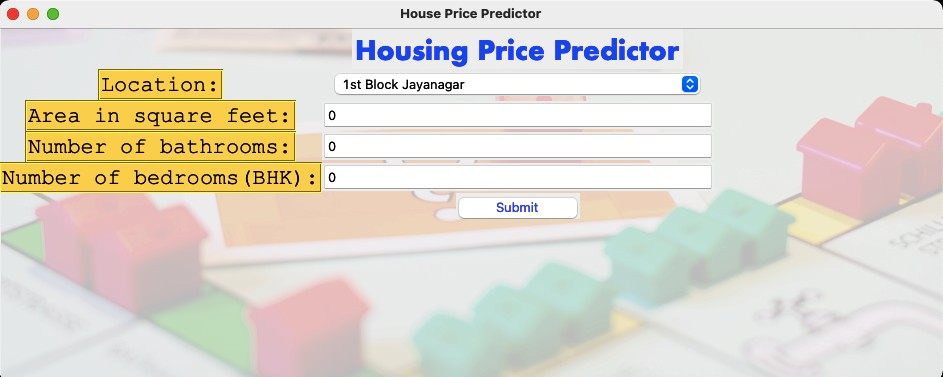 House Price Predictor
Housing Price Predictor
Location:
1st Block Jayanagar
Area in square feet:
0
Number of bathrooms:
0
Number of bedrooms(BHK):
0
Submit